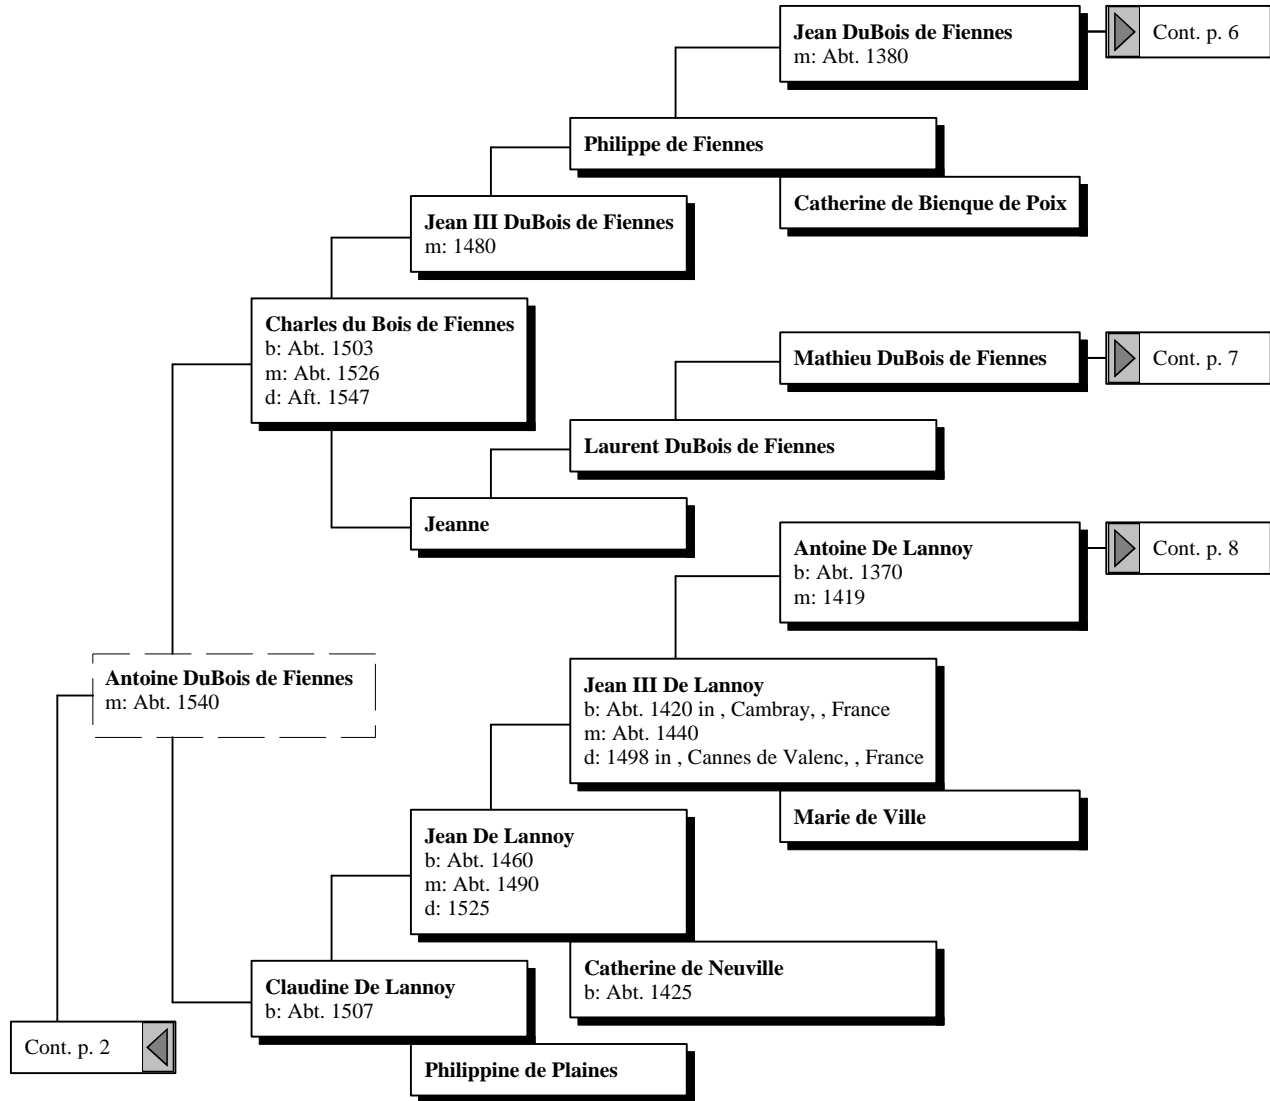 Jean DuBois de Fiennes
m: Abt. 1380
Cont. p. 6
Philippe de Fiennes
Catherine de Bienque de Poix
Jean III DuBois de Fiennes
m: 1480
Charles du Bois de Fiennes
b: Abt. 1503
m: Abt. 1526
d: Aft. 1547
Mathieu DuBois de Fiennes
Cont. p. 7
Laurent DuBois de Fiennes
Jeanne
Antoine De Lannoy
b: Abt. 1370
m: 1419
Cont. p. 8
Antoine DuBois de Fiennes
m: Abt. 1540
Jean III De Lannoy
b: Abt. 1420 in , Cambray, , France
m: Abt. 1440
d: 1498 in , Cannes de Valenc, , France
Marie de Ville
Jean De Lannoy
b: Abt. 1460
m: Abt. 1490
d: 1525
Catherine de Neuville
b: Abt. 1425
Claudine De Lannoy
b: Abt. 1507
Cont. p. 2
Philippine de Plaines